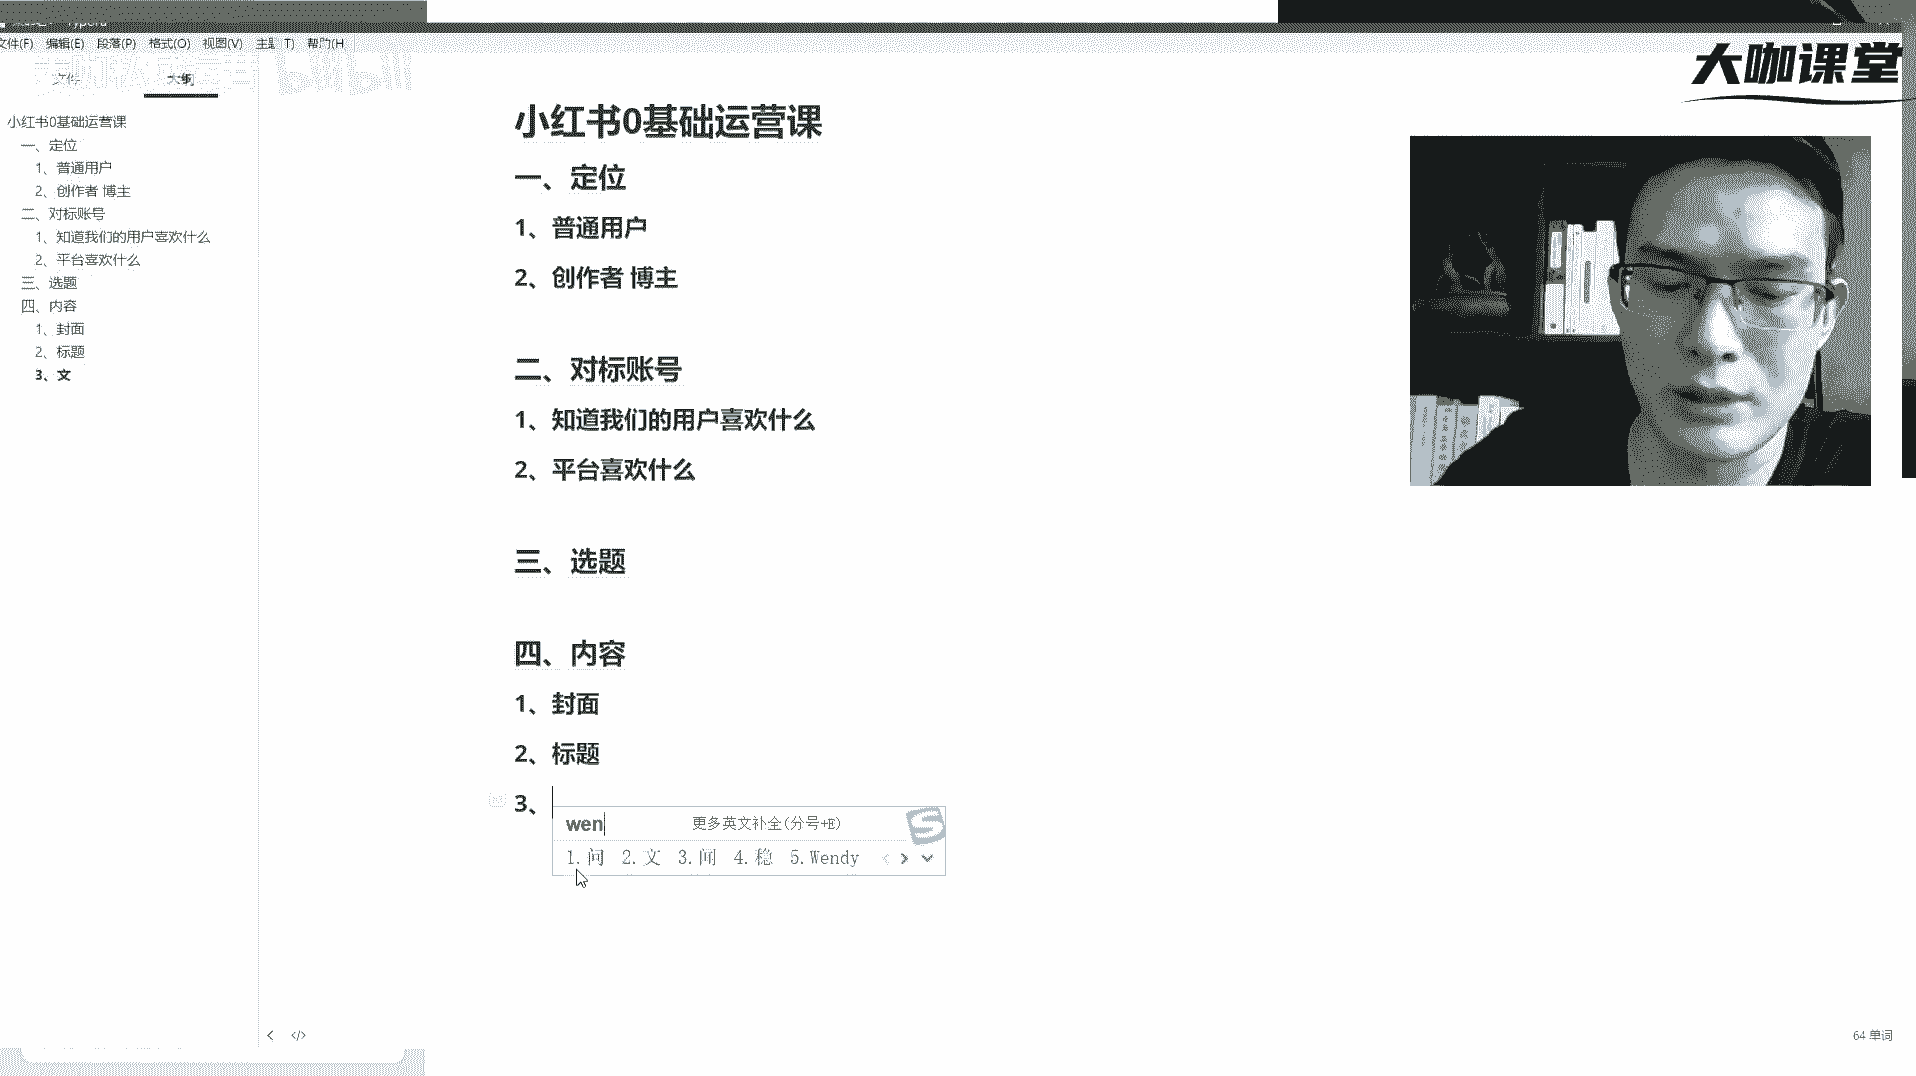 文件(F) 编辑(E) 段落(P) 格式(O) 视图(V) 主题 T) 帮助(H
大咖课堂
文件 大纲
bilibili
小红书0基础运营课
一、定位
1、普通用户
2、创作者 博主
二、对标账号
1、知道我们的用户喜欢什么
2、平台喜欢什么
三、选题
四、内容
1、封面
2、标题
3、文
小红书0基础运营课
一、定位
1、普通用户
2、创作者 博主
二、对标账号
1、知道我们的用户喜欢什么
2、平台喜欢什么
三、选题
四、内容
1、封面
2、标题
3、
wen 更多英文补全(分号+E)
1.问 2.文 3.闻 4.稳 5.Wendy
64 单词